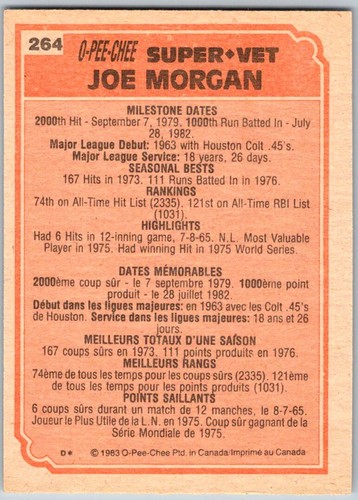 264
O-PEE-CHEE SUPER♦VET
JOE MORGAN
MILESTONE DATES
2000th Hit - September 7, 1979. 1000th Run Batted In - July
28, 1982.
Major League Debut: 1963 with Houston Colt .45's.
Major League Service: 18 years, 26 days.
SEASONAL BESTS
167 Hits in 1973. 111 Runs Batted In in 1976.
RANKINGS
74th on All-Time Hit List (2335). 121st on All-Time RBI List
(1031).
HIGHLIGHTS
Had 6 Hits in 12-inning game, 7-8-65. N.L. Most Valuable
Player in 1975. Had winning Hit in 1975 World Series.
DATES MÉMORABLES
2000ème coup sûr - le 7 septembre 1979. 1000ème point
produit - le 28 juillet 1982.
Début dans les ligues majeures: en 1963 avec les Colt .45's
de Houston. Service dans les ligues majeures: 18 ans et 26
jours.
MEILLEURS TOTAUX D'UNE SAISON
167 coups sûrs en 1973. 111 points produits en 1976.
MEILLEURS RANGS
74ème de tous les temps pour les coups sûrs (2335). 121ème
de tous les temps pour les points produits (1031).
POINTS SAILLANTS
6 coups sûrs durant un match de 12 manches, le 8-7-65.
Joueur le Plus Utile de la L.N. en 1975. Coup sûr gagnant de la
Série Mondiale de 1975.
D* © 1983 O-Pee-Chee Ptd. in Canada/Imprimé au Canada